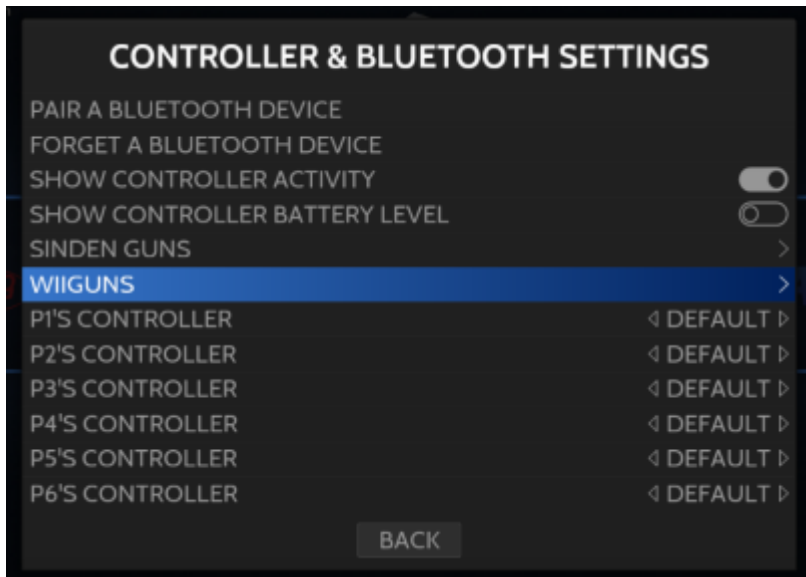 CONTROLLER & BLUETOOTH SETTINGS
PAIR A BLUETOOTH DEVICE
FORGET A BLUETOOTH DEVICE
SHOW CONTROLLER ACTIVITY
SHOW CONTROLLER BATTERY LEVEL
SINDEN GUNS
WIIGUNS
P1'S CONTROLLER DEFAULT
P2'S CONTROLLER DEFAULT
P3'S CONTROLLER DEFAULT
P4'S CONTROLLER DEFAULT
P5'S CONTROLLER DEFAULT
P6'S CONTROLLER DEFAULT
BACK